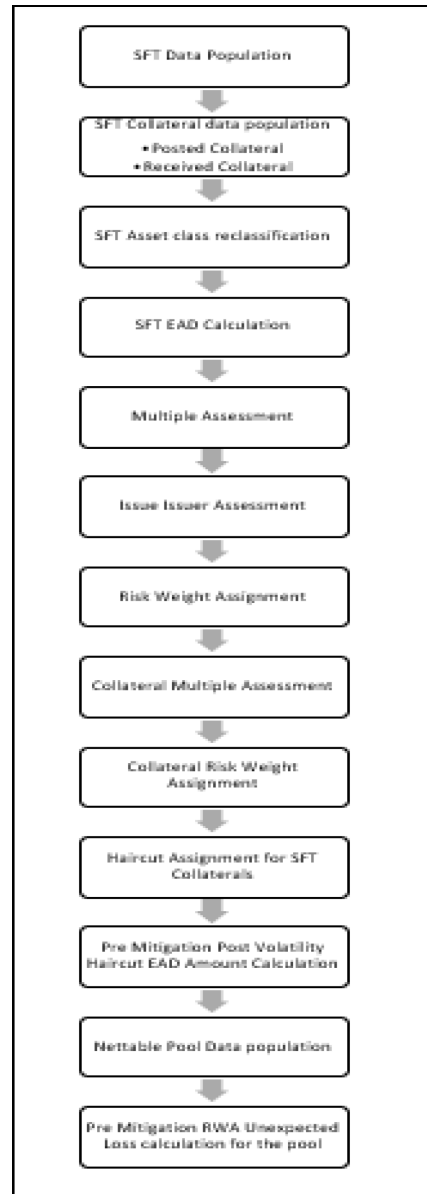 SFT Data Population
SFT Collateral data population
•Posted Collateral
•Received Collateral
SFT Asset class reclassification
SFT EAD Calculation
Multiple Assessment
Issue Issuer Assessment
Risk Weight Assignment
Collateral Multiple Assessment
Collateral Risk Weight
Assignment
Haircut Assignment for SFT
Collaterals
Pre Mitigation Post Volatility
Haircut EAD Amount Calculation
Nettable Pool Data population
Pre Mitigation RWA Unexpected
Loss calculation for the pool